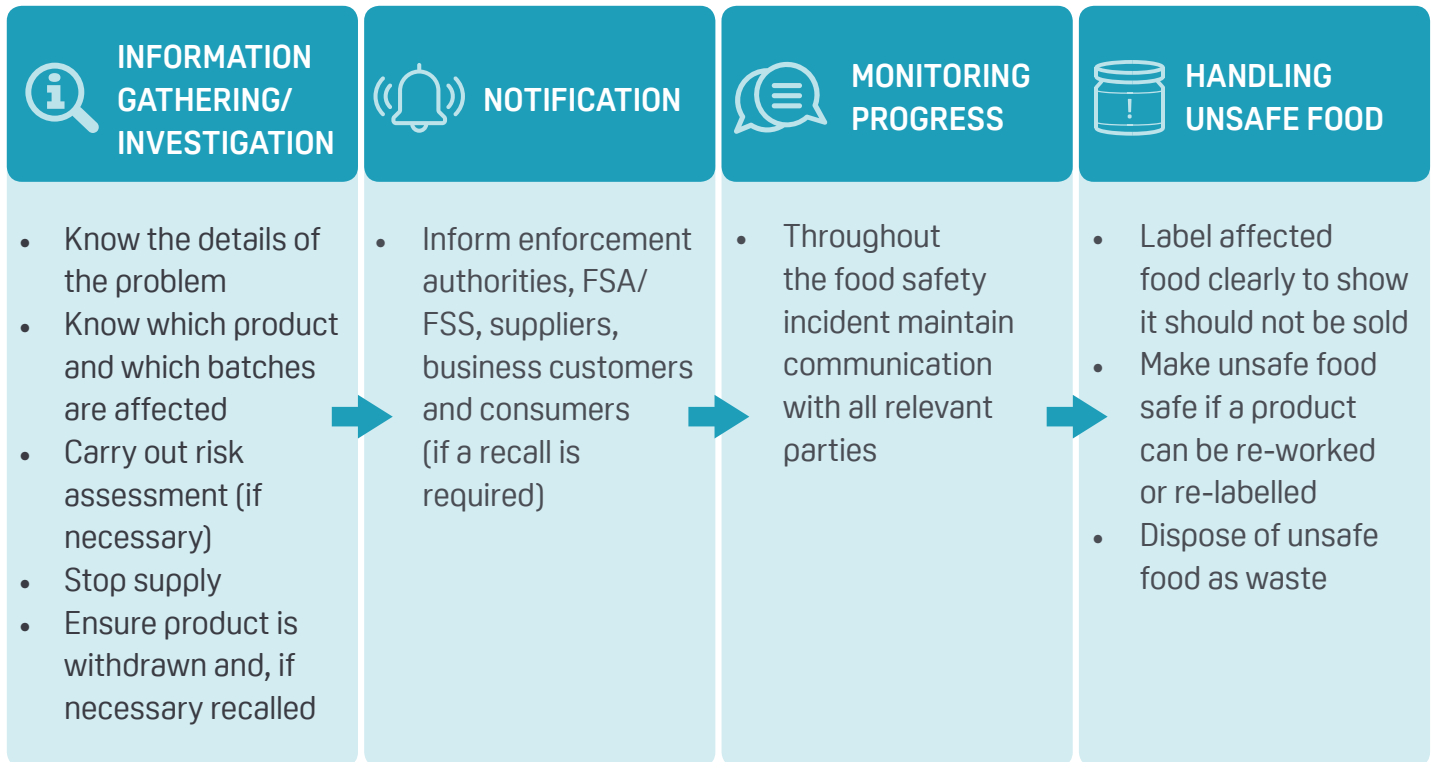 INFORMATION
GATHERING/
INVESTIGATION
• Know the details of
the problem
• Know which product
and which batches
are affected
• Carry out risk
assessment (if
necessary)
• Stop supply
• Ensure product is
withdrawn and, if
necessary recalled
NOTIFICATION
• Inform enforcement
authorities, FSA/
FSS, suppliers,
business customers
and consumers
(if a recall is
required)
MONITORING
PROGRESS
• Throughout
the food safety
incident maintain
communication
with all relevant
parties
HANDLING
UNSAFE FOOD
• Label affected
food clearly to show
it should not be sold
• Make unsafe food
safe if a product
can be re-worked
or re-labelled
• Dispose of unsafe
food as waste